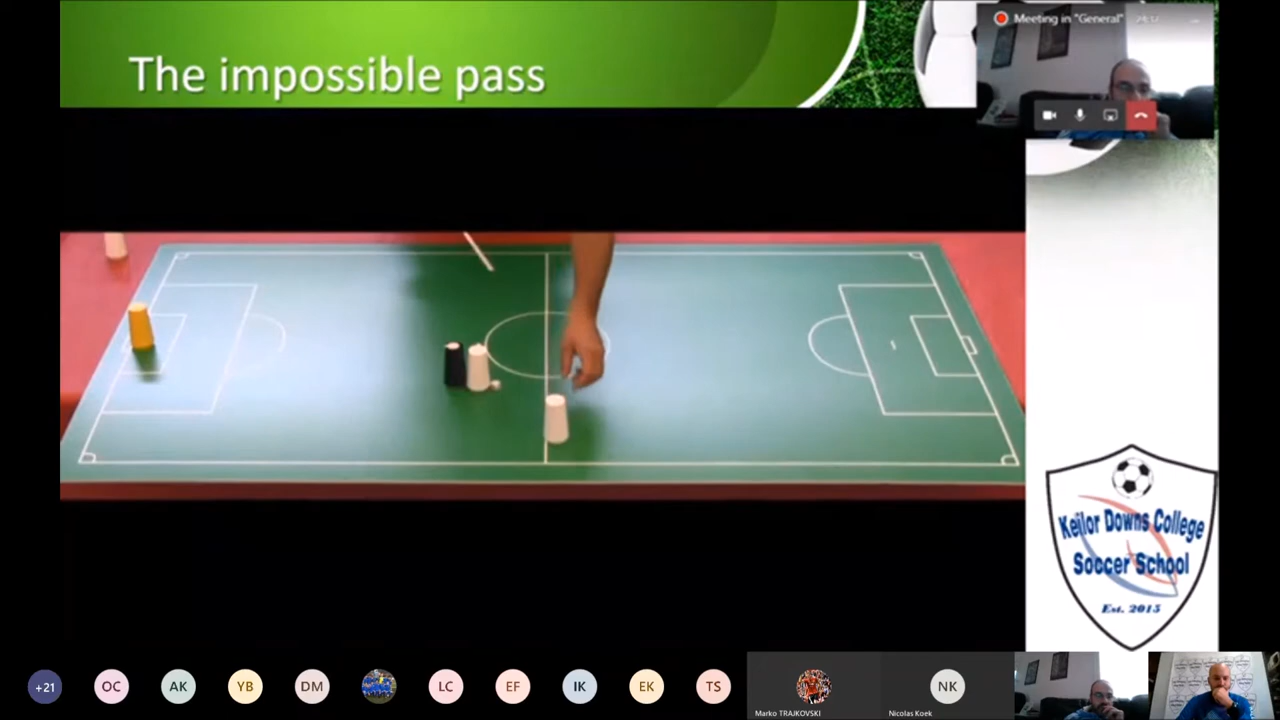 The impossible pass
Meeting in "General"
Keilor Downs College
Soccer School
Est. 2015
+21
OC
AK
YB
DM
LC
EF
IK
EK
TS
NK
Marko TRAJKOVSKI
Nicolas Koek